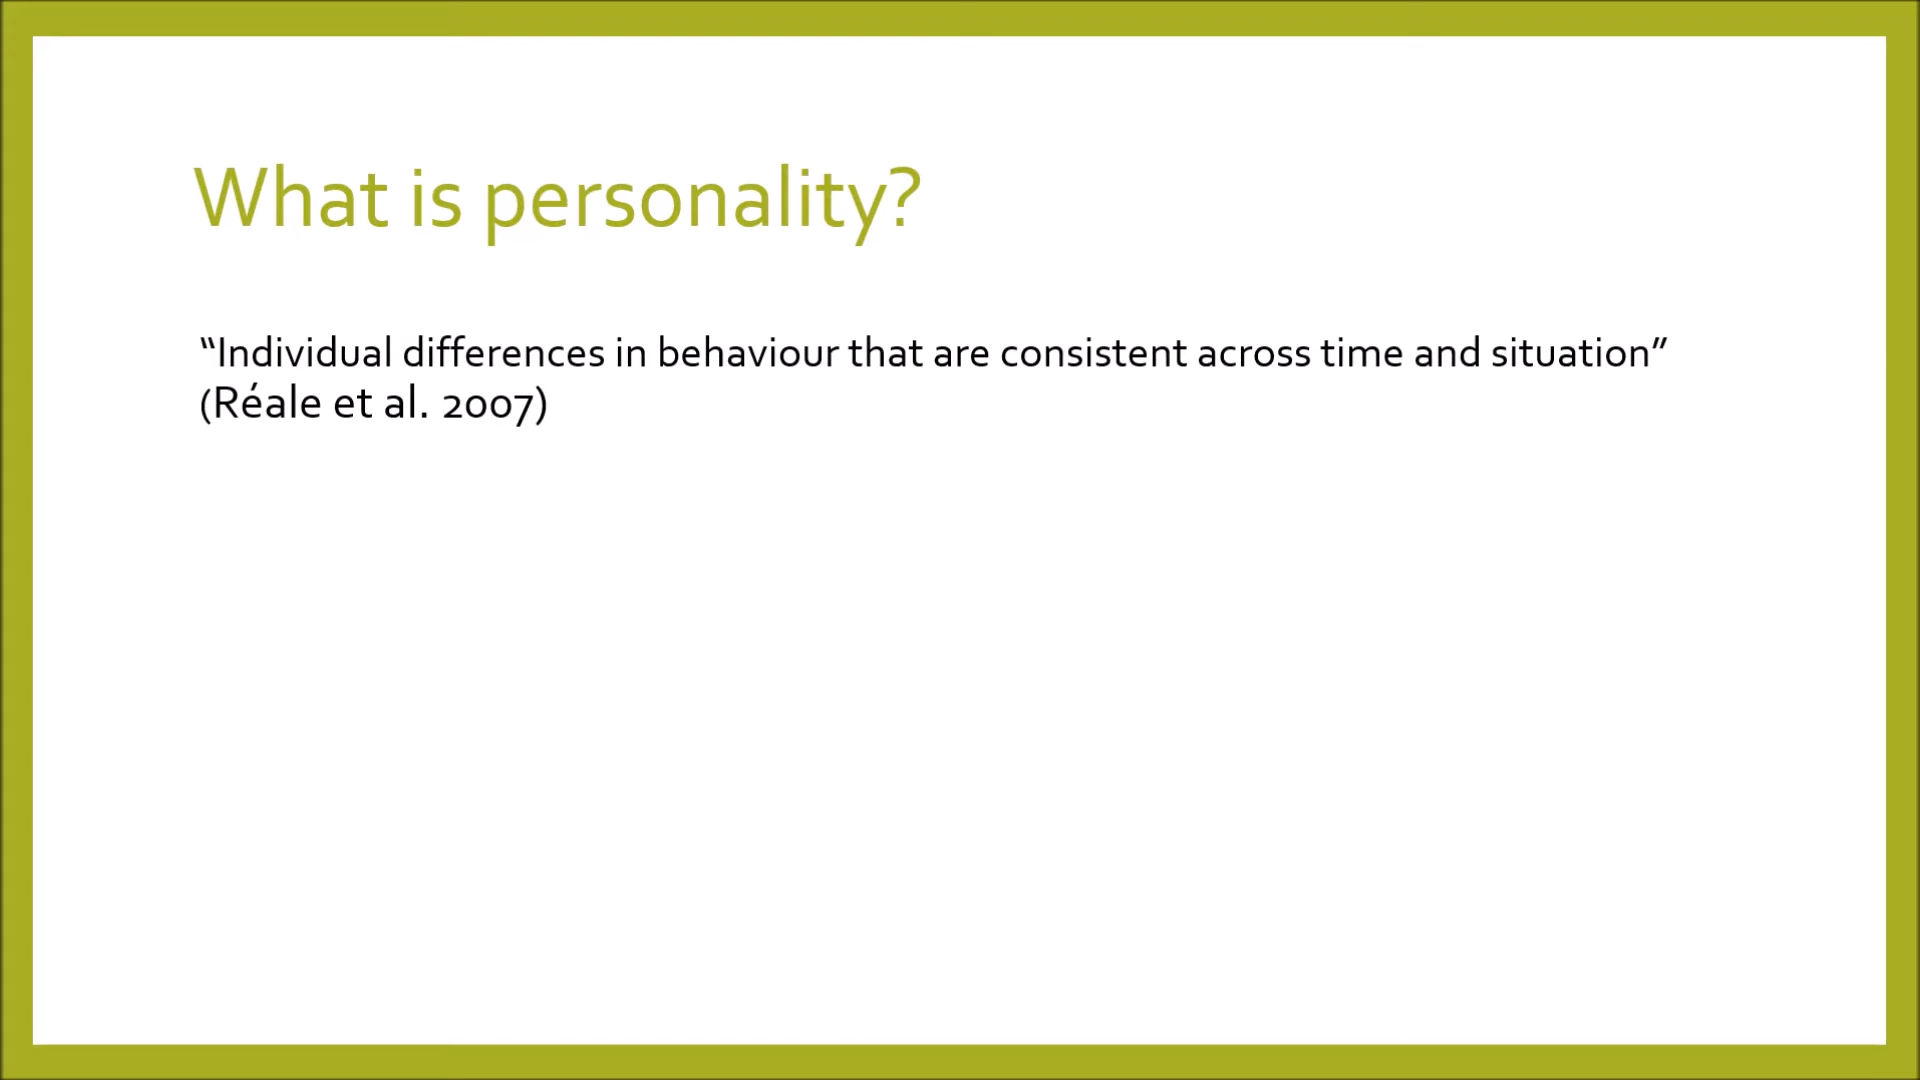 What is personality?
“Individual differences in behaviour that are consistent across time and situation”
(Réale et al. 2007)